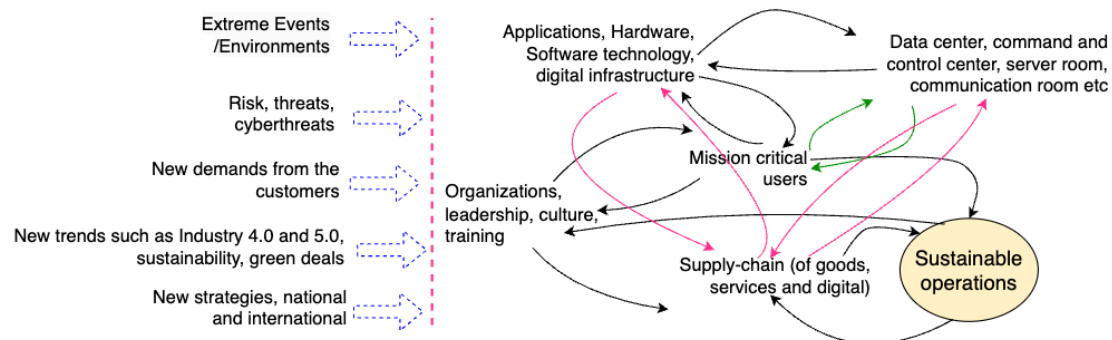 Extreme Events
/Environments
Risk, threats,
cyberthreats
New demands from the
customers
New trends such as Industry 4.0 and 5.0,
sustainability, green deals
New strategies, national
and international
Applications, Hardware,
Software technology,
digital infrastructure
Data center, command and
control center, server room,
communication room etc
Mission critical
users
Organizations,
leadership, culture,
training
Supply-chain (of goods,
services and digital)
Sustainable
operations